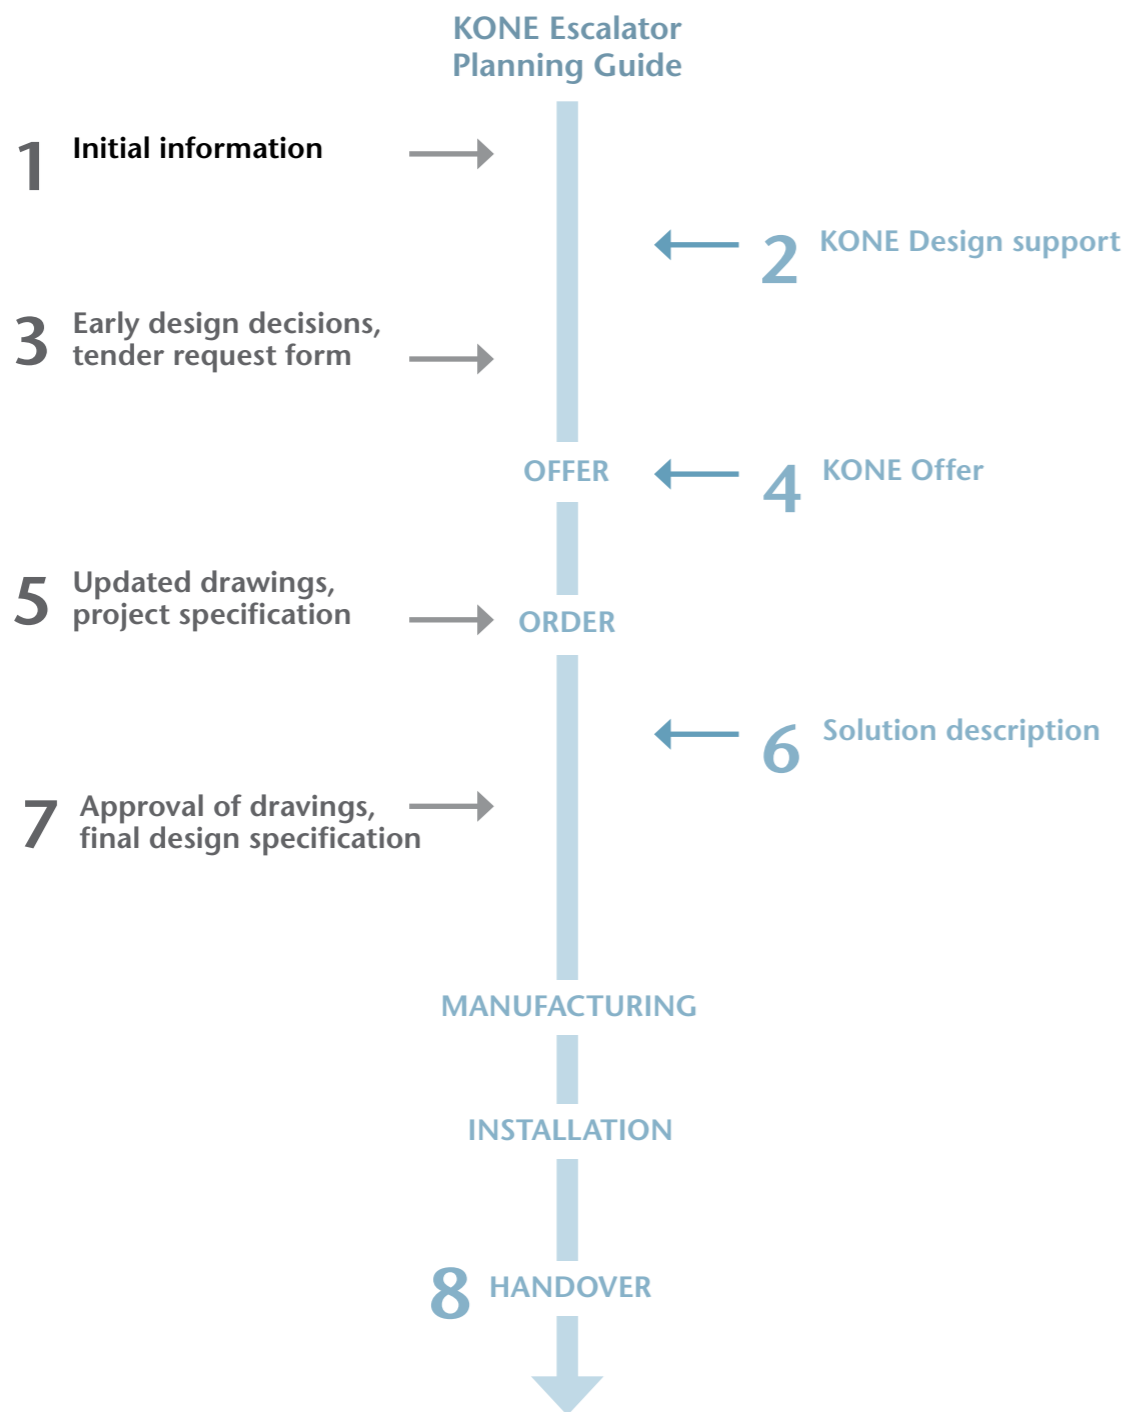 KONE Escalator
Planning Guide
1 Initial information
2 KONE Design support
3 Early design decisions,
tender request form
OFFER
4 KONE Offer
5 Updated drawings,
project specification
ORDER
6 Solution description
7 Approval of dravings,
final design specification
MANUFACTURING
INSTALLATION
8 HANDOVER